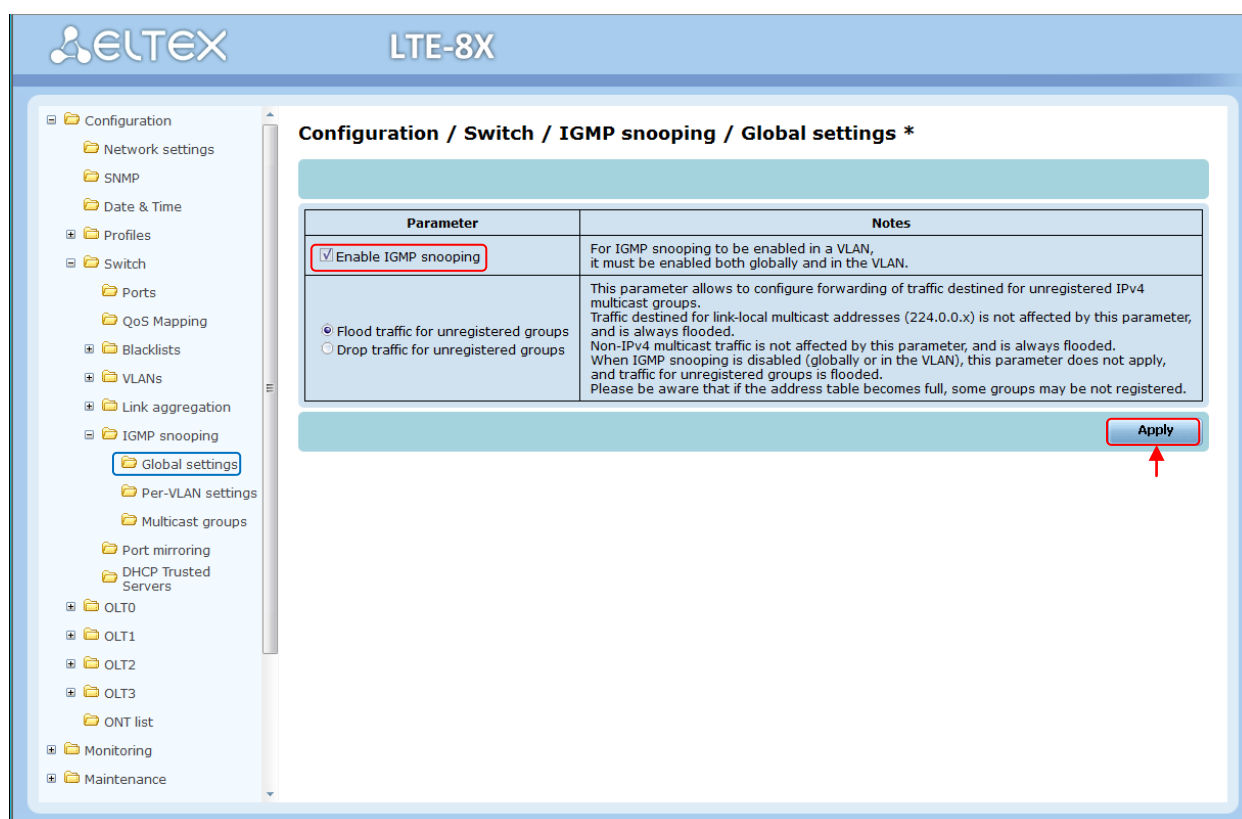 ELTEX
LTE-8X
Configuration
Network settings
SNMP
Date & Time
Profiles
Switch
Ports
QoS Mapping
Blacklists
VLANs
Link aggregation
IGMP snooping
Global settings
Per-VLAN settings
Multicast groups
Port mirroring
DHCP Trusted
Servers
OLT0
OLT1
OLT2
OLT3
ONT list
Monitoring
Maintenance
Configuration / Switch / IGMP snooping / Global settings *
Parameter
Notes
Enable IGMP snooping
For IGMP snooping to be enabled in a VLAN,
it must be enabled both globally and in the VLAN.
Flood traffic for unregistered groups
Drop traffic for unregistered groups
This parameter allows to configure forwarding of traffic destined for unregistered IPv4
multicast groups.
Traffic destined for link-local multicast addresses (224.0.0.x) is not affected by this parameter,
and is always flooded.
Non-IPv4 multicast traffic is not affected by this parameter, and is always flooded.
When IGMP snooping is disabled (globally or in the VLAN), this parameter does not apply,
and traffic for unregistered groups is flooded.
Please be aware that if the address table becomes full, some groups may be not registered.
Apply